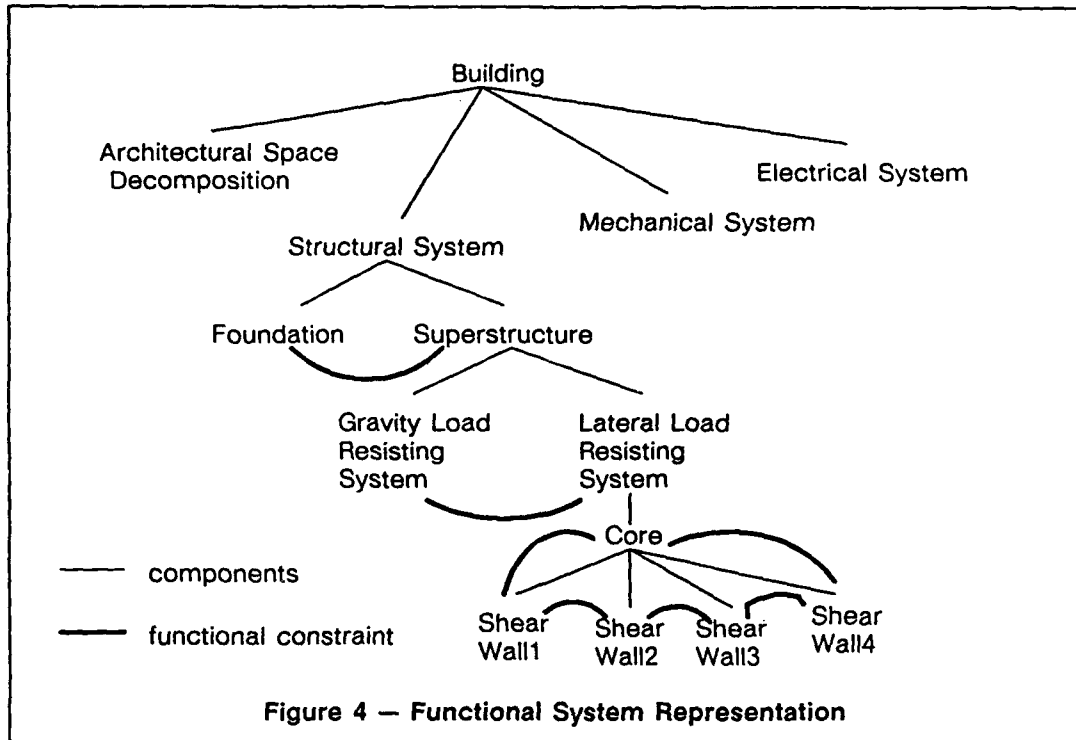 Building
Architectural Space
Decomposition
Electrical System
Mechanical System
Structural System
Foundation
Superstructure
Gravity Load
Resisting
System
Lateral Load
Resisting
System
Core
components
functional constraint
Shear
Wall1
Shear
Wall2
Shear
Wall3
Shear
Wall4
Figure 4 — Functional System Representation